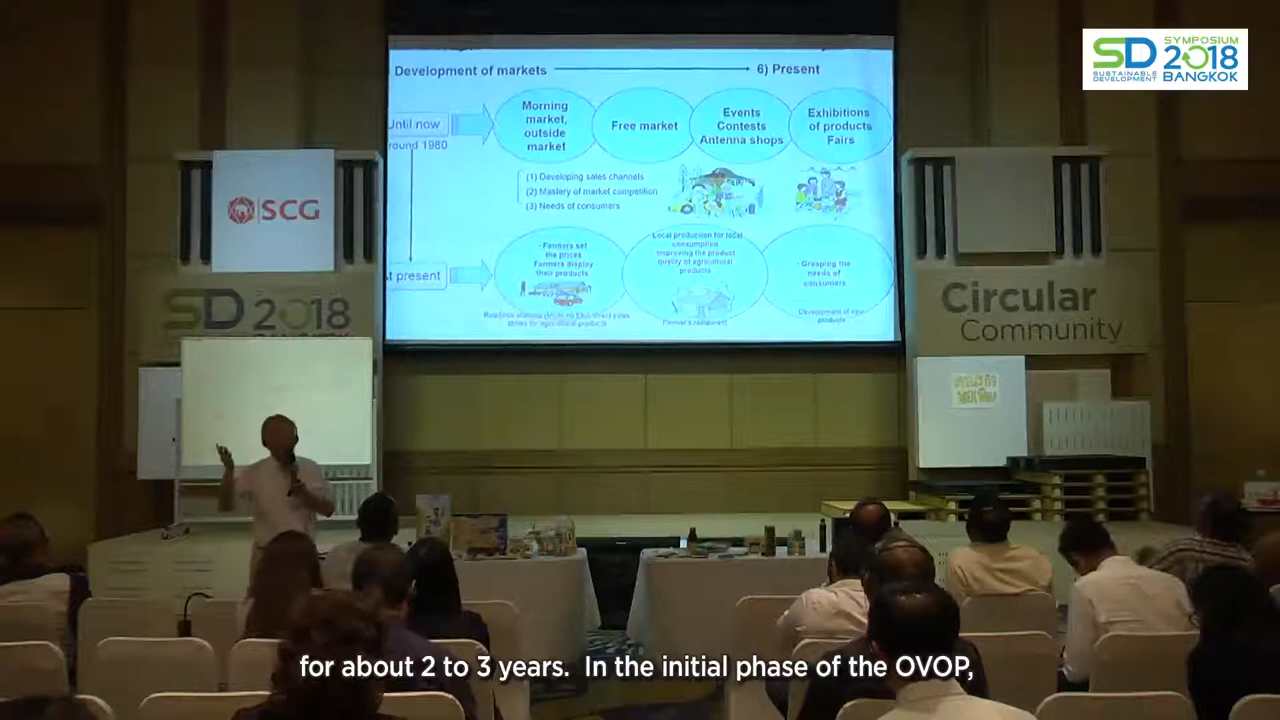 SD SYMPOSIUM
2018
SUSTAINABLE
DEVELOPMENT
BANGKOK
Development of markets
6) Present
Until now
round 1980
Morning
market,
outside
market
Free market
Events
Contests
Antenna shops
Exhibitions
of products
Fairs
(1) Developing sales channels
(2) Mastery of market competition
(3) Needs of consumers
t present
- Farmers set
the prices
Farmers display
their products
Local production for local
consumption
Improving the product
quality of agricultural
products
- Grasping the
needs of
consumers
Development of new
products
SCG
SD 2018
Circular
Community
for about 2 to 3 years. In the initial phase of the OVOP,